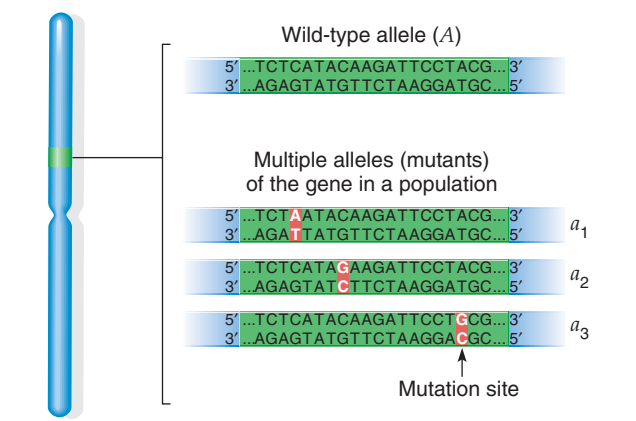 Wild-type allele (A)
5′ ...TCTCATACAAGATTCCTACG... 3′
3′ ...AGAGTATGTTCTAAGGATGC... 5′
Multiple alleles (mutants)
of the gene in a population
5′ ...TCTAATACAAGATTCCTACG... 3′
3′ ...AGATTATGTTCTAAGGATGC... 5′
a1
5′ ...TCTCATAGAAGATTCCTACG... 3′
3′ ...AGAGTATCTTCTAAGGATGC... 5′
a2
5′ ...TCTCATACAAGATTCCTGCG... 3′
3′ ...AGAGTATGTTCTAAGGACGC... 5′
a3
Mutation site